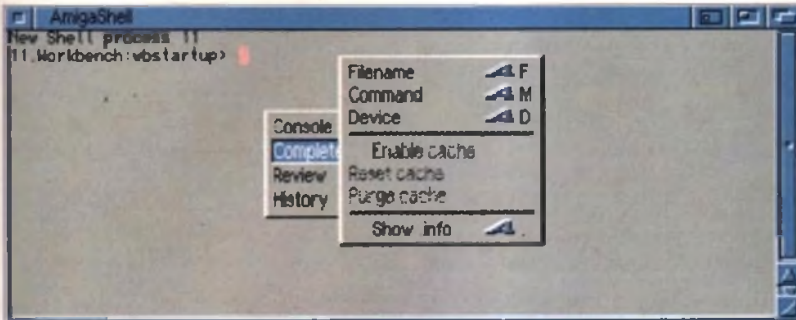 AmigaShell
New Shell process 11
11.Workbench:wbstartup>
Console
Complete
Review
History
Filename F
Command M
Device D
Enable cache
Reset cache
Purge cache
Show .info .